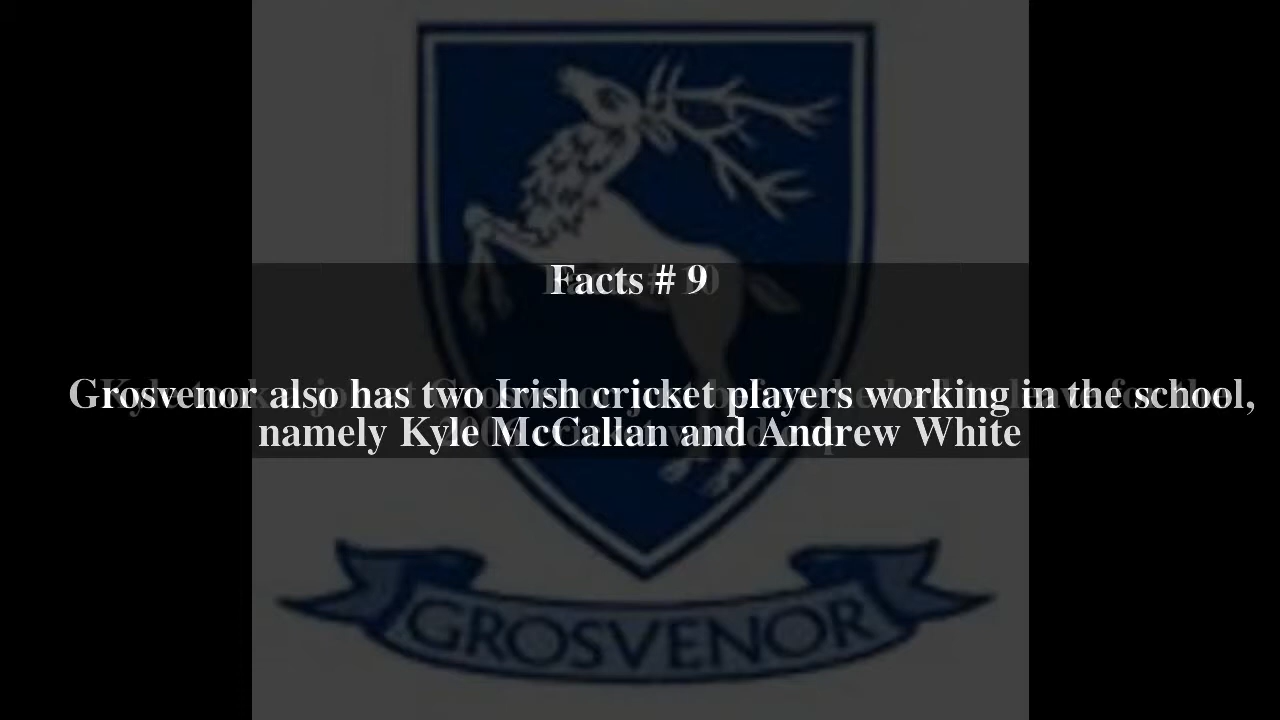 Facts # 9
Grosvenor also has two Irish cricket players working in the school,
namely Kyle McCallan and Andrew White
GROSVENOR